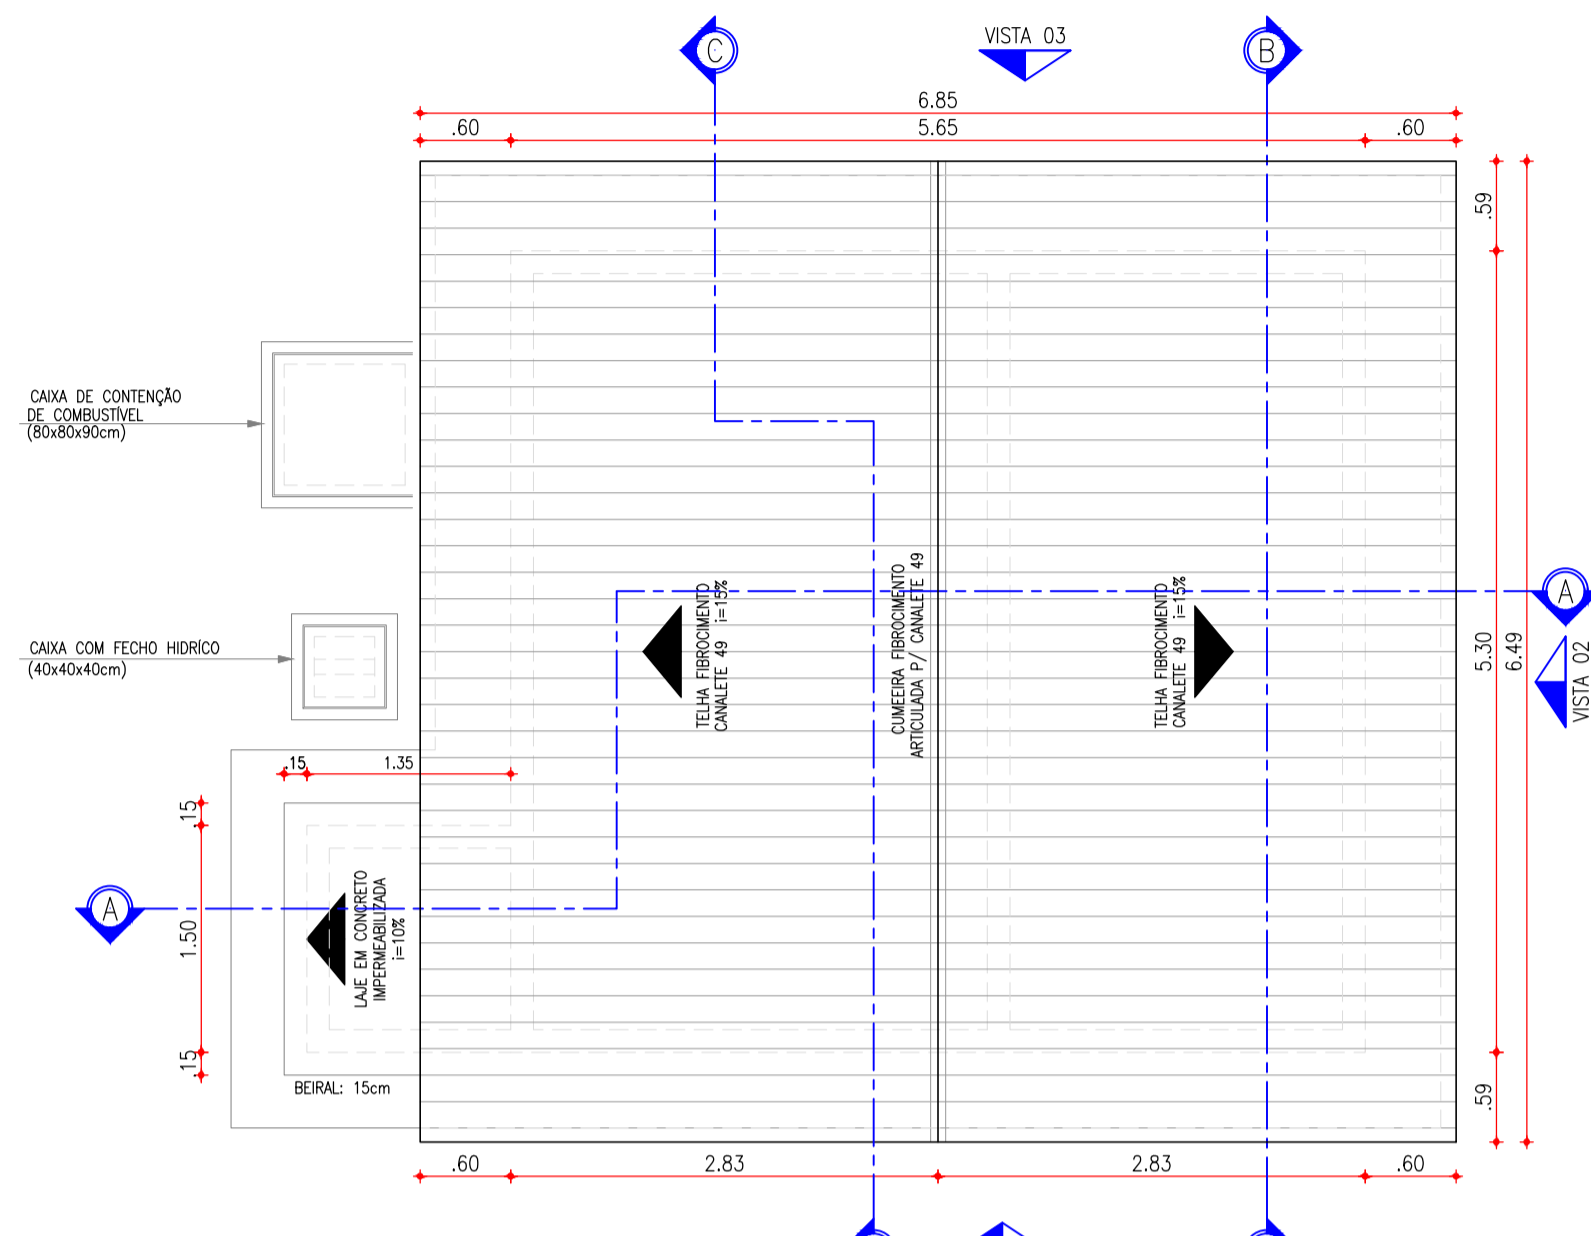 C
VISTA 03
B
6.85
.60
5.65
.60
.59
CAIXA DE CONTENÇÃO
DE COMBUSTÍVEL
(80x80x90cm)
CAIXA COM FECHO HIDRÍCO
(40x40x40cm)
TELHA FIBROCIMENTO
CANALETE 49 i=15%
CUMEEIRA FIBROCIMENTO
ARTICULADA P/ CANALETE 49
TELHA FIBROCIMENTO
CANALETE 49 i=15%
A
5.30
6.49
VISTA 02
.15
1.35
.15
1.50
.15
A
LAJE EM CONCRETO
IMPERMEABILIZADA
i=10%
BEIRAL: 15cm
.59
.60
2.83
2.83
.60